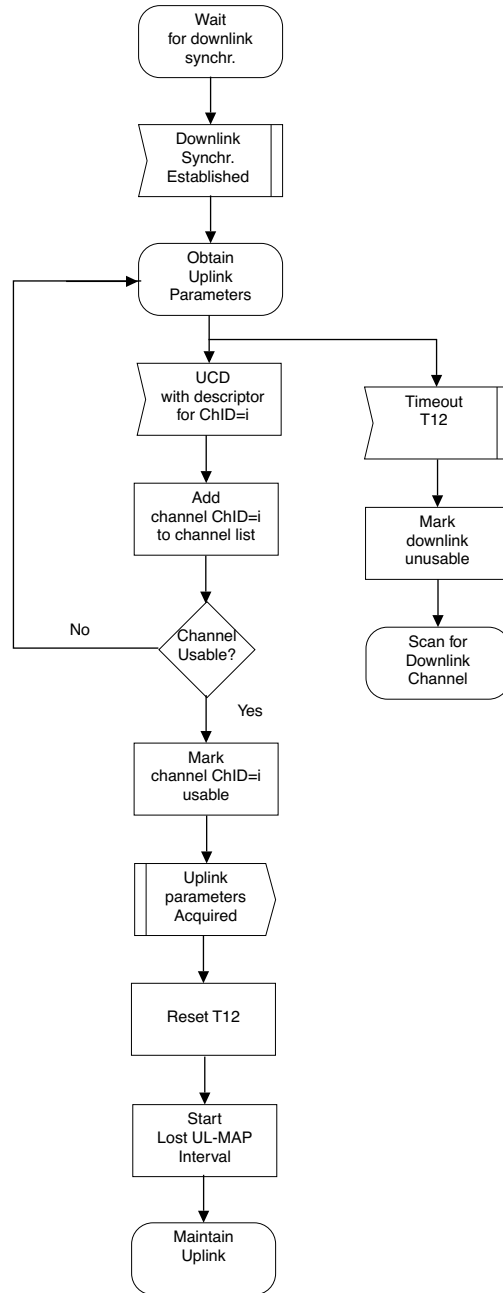 Wait
for downlink
synchr.
Downlink
Synchr.
Established
Obtain
Uplink
Parameters
UCD
with descriptor
for ChID=i
Timeout
T12
Add
channel ChID=i
to channel list
Mark
downlink
unusable
No
Channel
Usable?
Scan for
Downlink
Channel
Yes
Mark
channel ChID=i
usable
Uplink
parameters
Acquired
Reset T12
Start
Lost UL-MAP
Interval
Maintain
Uplink